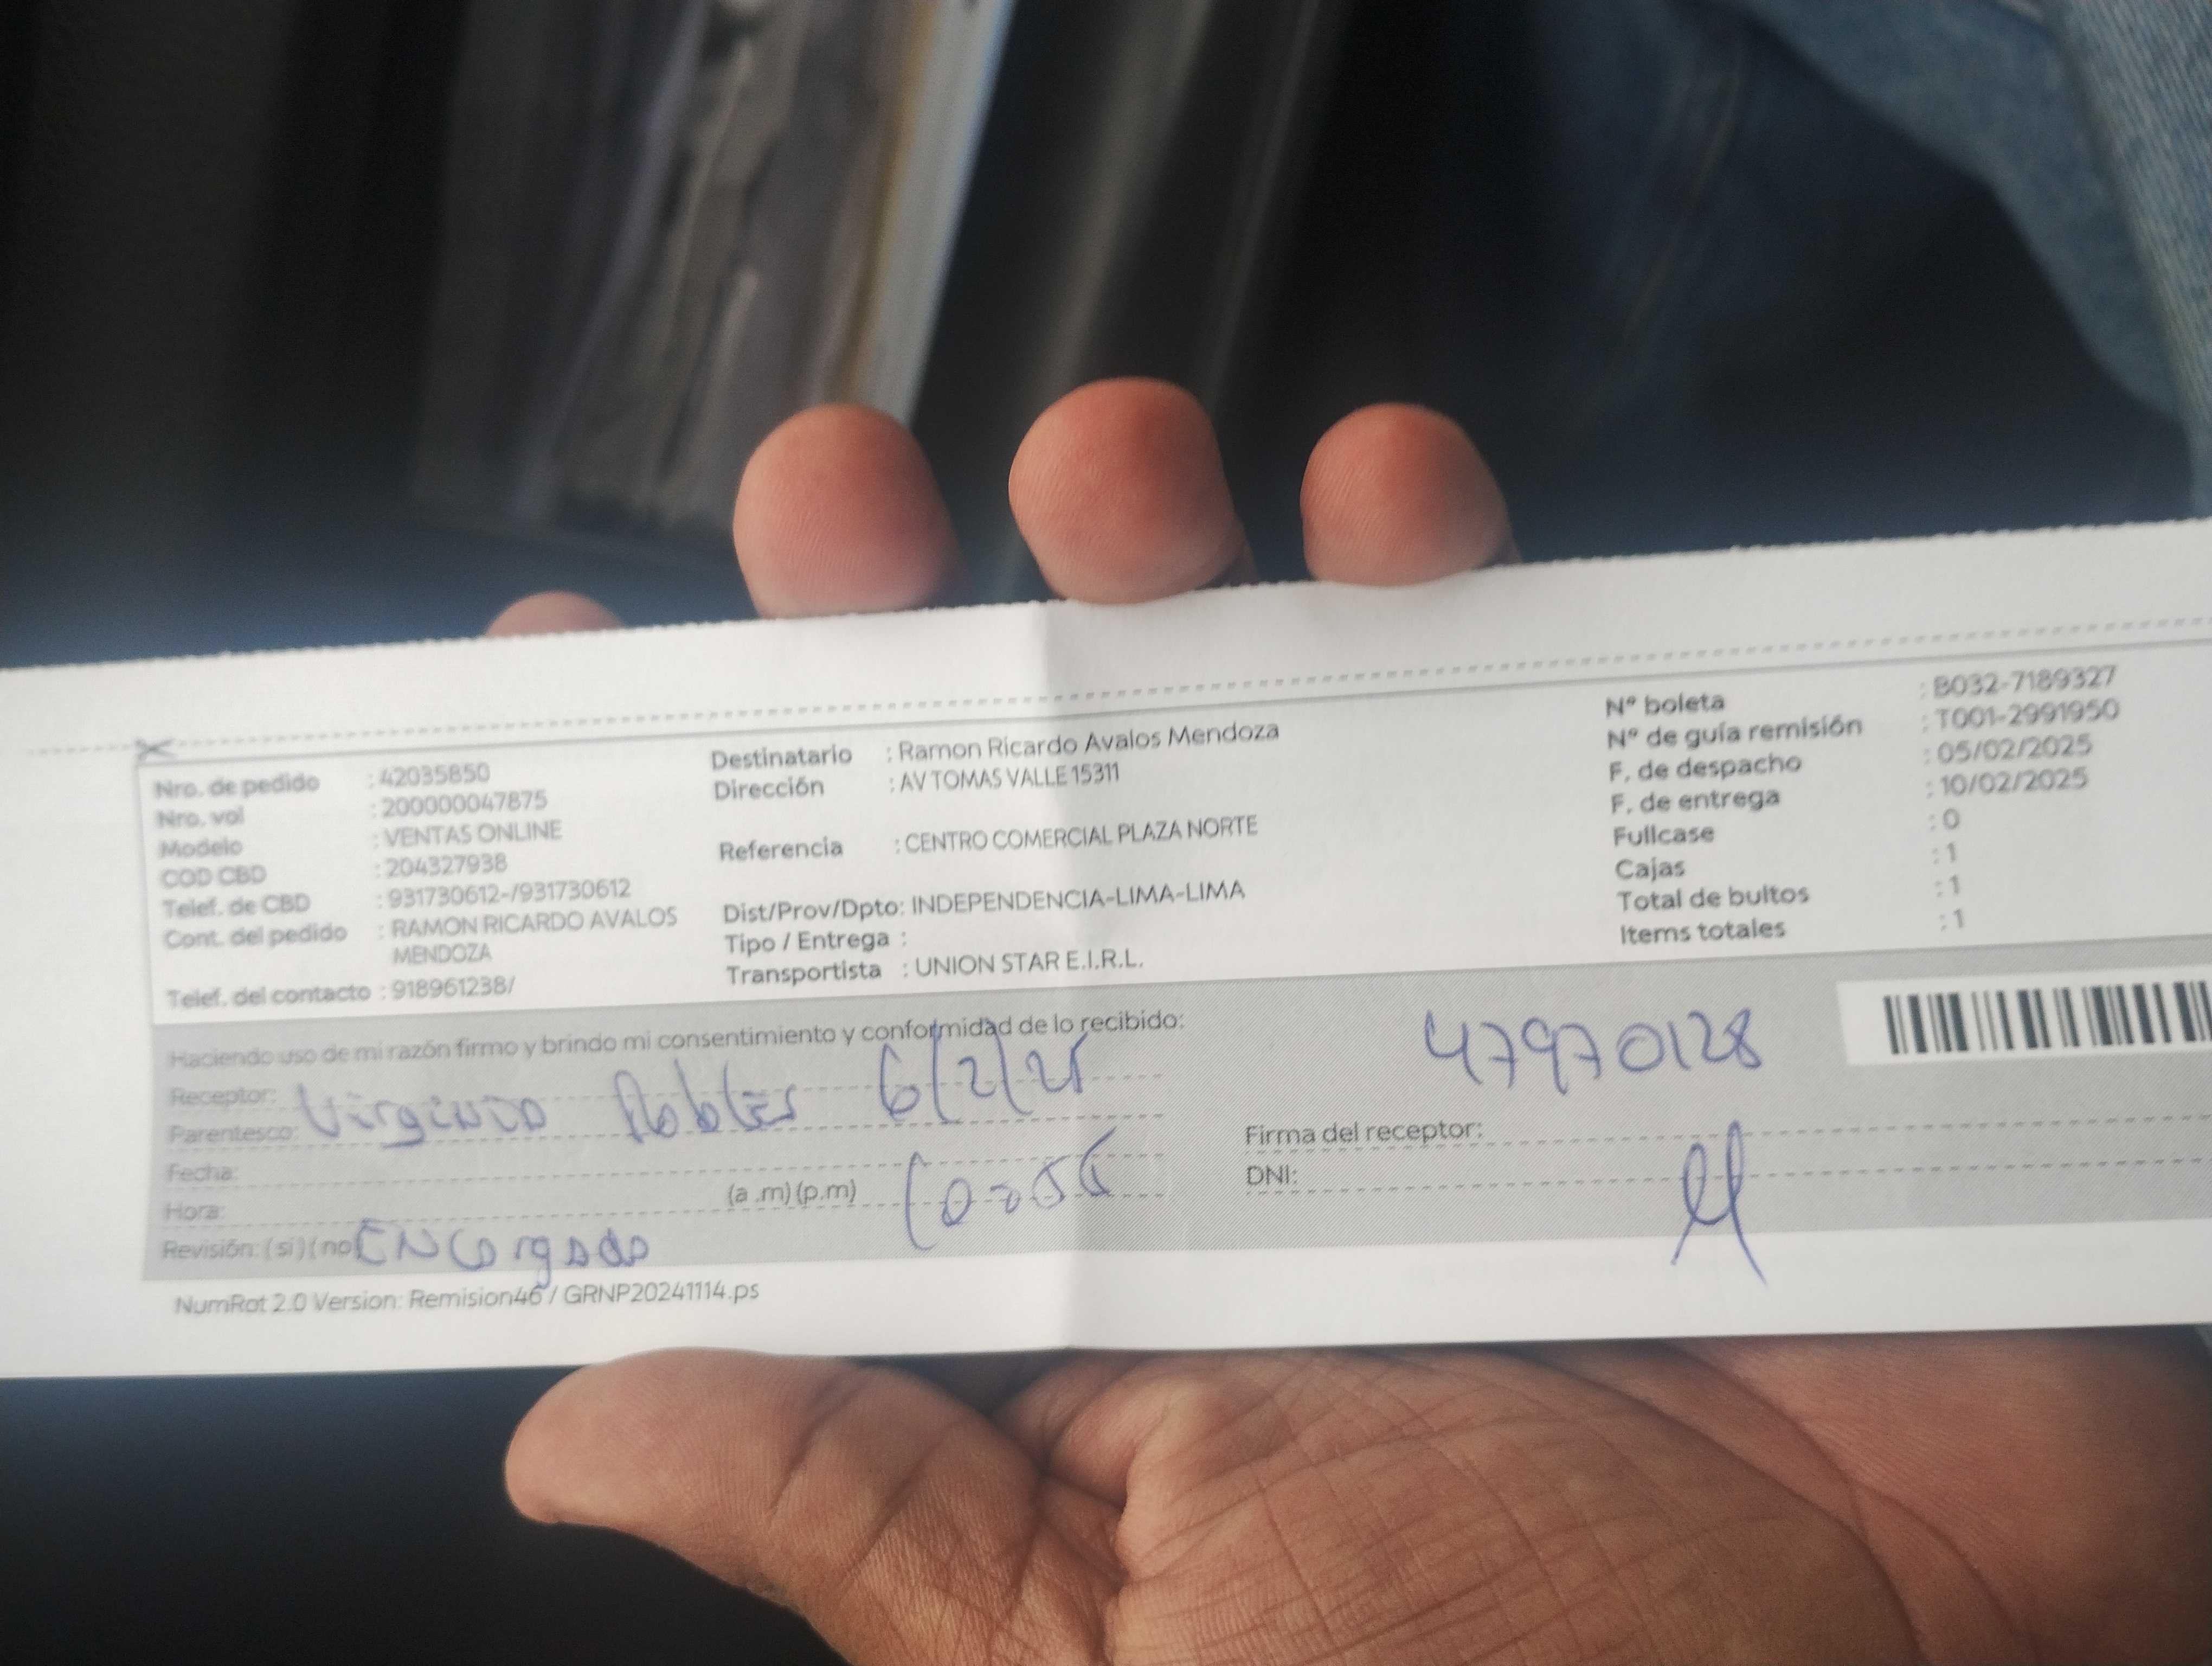 Nro. de pedido : 42035850
Nro. vol : 200000047875
Modelo : VENTAS ONLINE
COD CBD : 204327938
Telef. de CBD : 931730612-/931730612
Cont. del pedido : RAMON RICARDO AVALOS
MENDOZA
Telef. del contacto : 918961238/
Destinatario : Ramon Ricardo Avalos Mendoza
Dirección : AV TOMAS VALLE 15311
Referencia : CENTRO COMERCIAL PLAZA NORTE
Dist/Prov/Dpto: INDEPENDENCIA-LIMA-LIMA
Tipo / Entrega :
Transportista : UNION STAR E.I.R.L.
Nº boleta : B032-7189327
Nº de guía remisión : T001-2991950
F. de despacho : 05/02/2025
F. de entrega : 10/02/2025
Fullcase : 0
Cajas : 1
Total de bultos : 1
Items totales : 1
Haciendo uso de mi razón firmo y brindo mi consentimiento y conformidad de lo recibido:
Receptor:
Virginio Robles 6/2/25
Parentesco:
Fecha:
Hora: (a .m) (p.m)
Revisión: (si) (no) ENCargado
47970128
Firma del receptor:
DNI:
NumRot 2.0 Version: Remision46 / GRNP20241114.ps